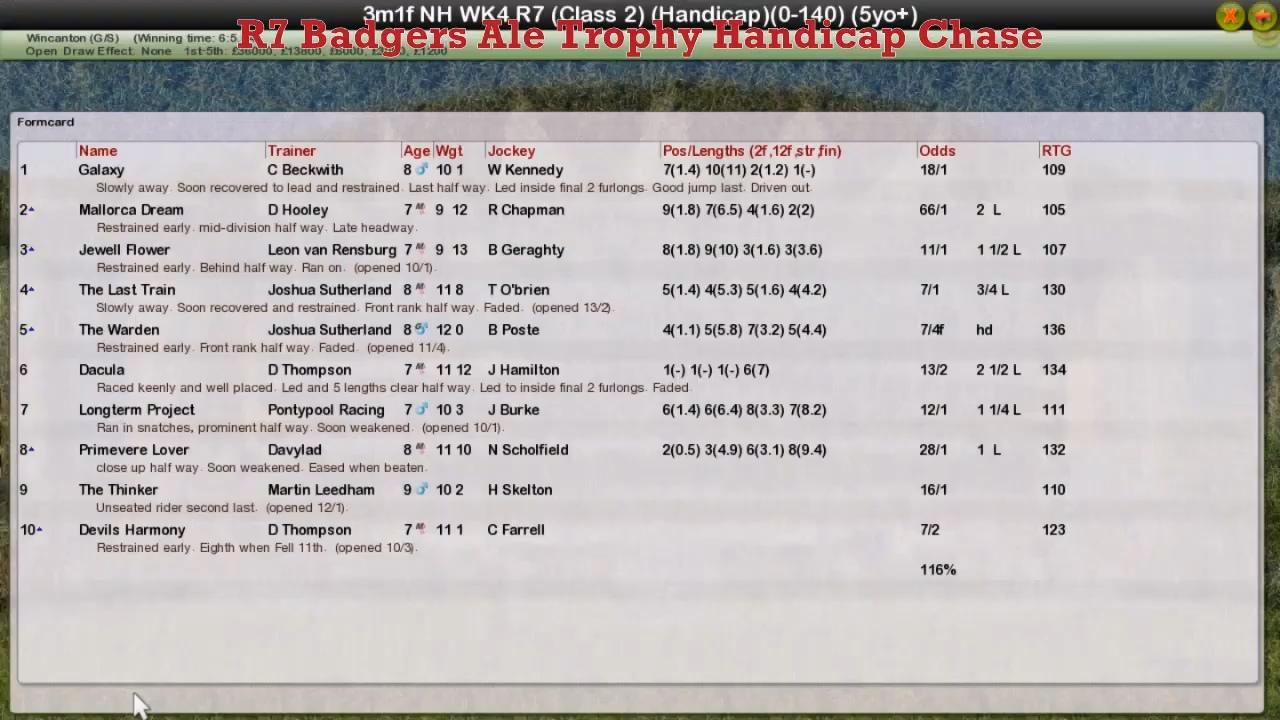 3m1f NH WK4 R7 (Class 2) (Handicap)(0-140) (5yo+)
R7 Badgers Ale Trophy Handicap Chase
Wincanton (G/S) (Winning time: 6:5
Open Draw Effect. None 1st-5th: £36000, £13800, £6000, £1200
Formcard
Name Trainer Age Wgt Jockey Pos/Lengths (2f,12f,str,fin) Odds RTG
1 Galaxy C Beckwith 8 10 1 W Kennedy 7(1.4) 10(11) 2(1.2) 1(-) 18/1 109
Slowly away. Soon recovered to lead and restrained. Last half way. Led inside final 2 furlongs. Good jump last. Driven out.
2 Mallorca Dream D Hooley 7 9 12 R Chapman 9(1.8) 7(6.5) 4(1.6) 2(2) 66/1 2 L 105
Restrained early. mid-division half way. Late headway.
3 Jewell Flower Leon van Rensburg 7 9 13 B Geraghty 8(1.8) 9(10) 3(1.6) 3(3.6) 11/1 1 1/2 L 107
Restrained early. Behind half way. Ran on. (opened 10/1).
4 The Last Train Joshua Sutherland 8 11 8 T O'brien 5(1.4) 4(5.3) 5(1.6) 4(4.2) 7/1 3/4 L 130
Slowly away. Soon recovered and restrained. Front rank half way. Faded. (opened 13/2)
5 The Warden Joshua Sutherland 8 12 0 B Poste 4(1.1) 5(5.8) 7(3.2) 5(4.4) 7/4f hd 136
Restrained early. Front rank half way. Faded. (opened 11/4).
6 Dacula D Thompson 7 11 12 J Hamilton 1(-) 1(-) 1(-) 6(7) 13/2 2 1/2 L 134
Raced keenly and well placed. Led and 5 lengths clear half way. Led to inside final 2 furlongs. Faded.
7 Longterm Project Pontypool Racing 7 10 3 J Burke 6(1.4) 6(6.4) 8(3.3) 7(8.2) 12/1 1 1/4 L 111
Ran in snatches, prominent half way. Soon weakened. (opened 10/1).
8 Primevere Lover Davylad 8 11 10 N Scholfield 2(0.5) 3(4.9) 6(3.1) 8(9.4) 28/1 1 L 132
close up half way. Soon weakened. Eased when beaten.
9 The Thinker Martin Leedham 9 10 2 H Skelton 16/1 110
Unseated rider second last. (opened 12/1).
10 Devils Harmony D Thompson 7 11 1 C Farrell 7/2 123
Restrained early. Eighth when Fell 11th. (opened 10/3).
116%